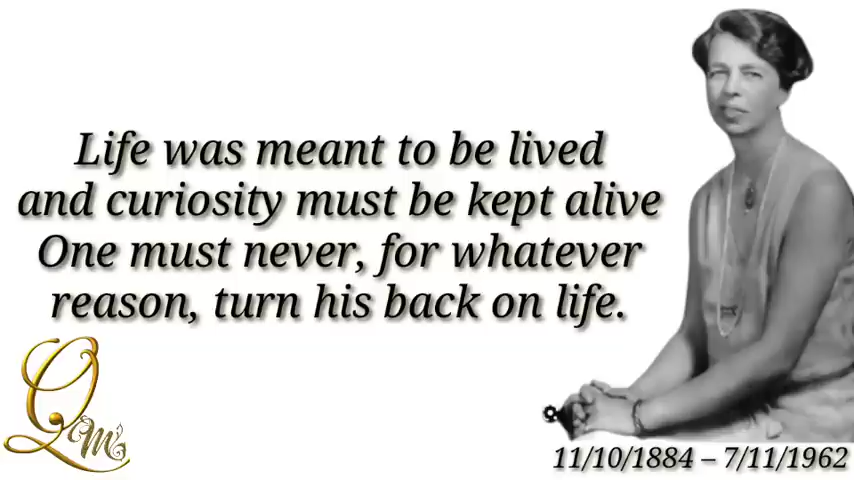 Life was meant to be lived
and curiosity must be kept alive
One must never, for whatever
reason, turn his back on life.
QM's
11/10/1884 – 7/11/1962